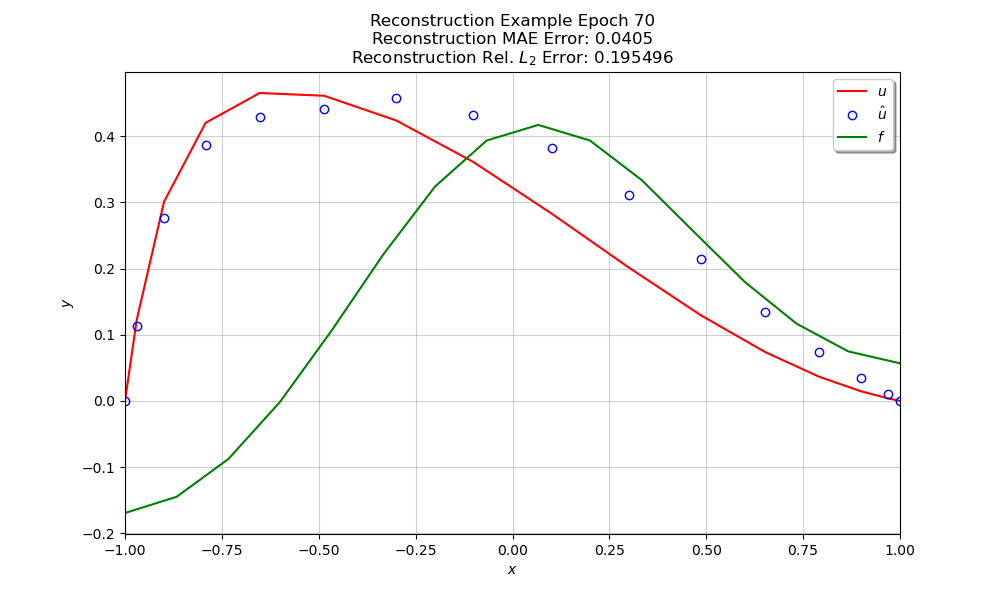 Reconstruction Example Epoch 70
Reconstruction MAE Error: 0.0405
Reconstruction Rel. L₂ Error: 0.195496
u
û
f
y
0.4
0.3
0.2
0.1
0.0
−0.1
−0.2
−1.00 −0.75 −0.50 −0.25 0.00 0.25 0.50 0.75 1.00
x